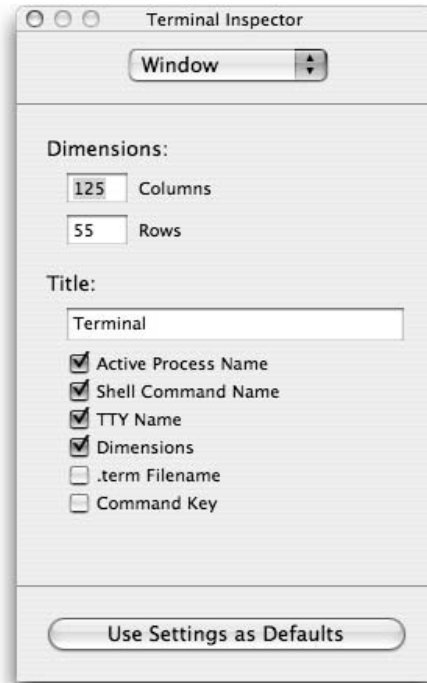 Terminal Inspector
Window
Dimensions:
125 Columns
55 Rows
Title:
Terminal
Active Process Name
Shell Command Name
TTY Name
Dimensions
.term Filename
Command Key
Use Settings as Defaults